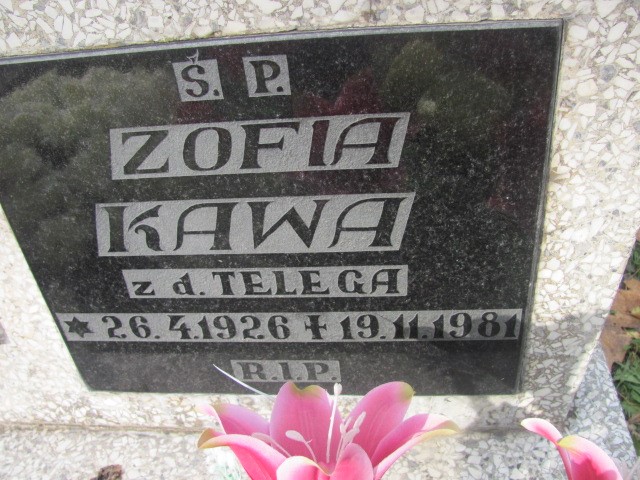 Ś. P.
ZOFIA
KAWA
z d. TELEGA
✶ 26.4.1926 ✝ 19.11.1981
R.I.P.